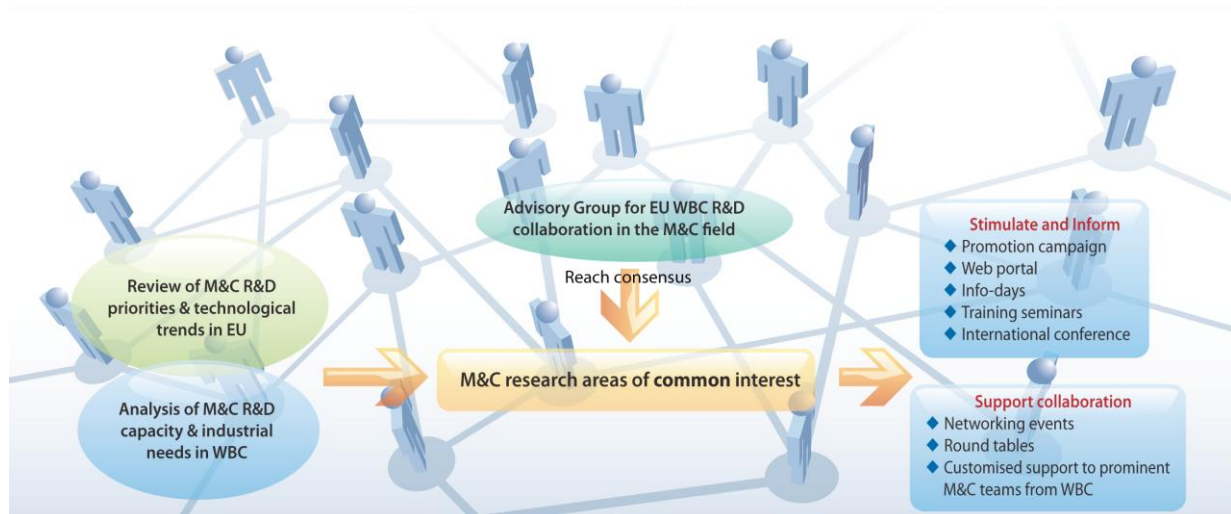 Advisory Group for EU WBC R&D
collaboration in the M&C field
Reach consensus
Review of M&C R&D
priorities & technological
trends in EU
Analysis of M&C R&D
capacity & industrial
needs in WBC
M&C research areas of common interest
Stimulate and Inform
◆ Promotion campaign
◆ Web portal
◆ Info-days
◆ Training seminars
◆ International conference
Support collaboration
◆ Networking events
◆ Round tables
◆ Customised support to prominent
M&C teams from WBC